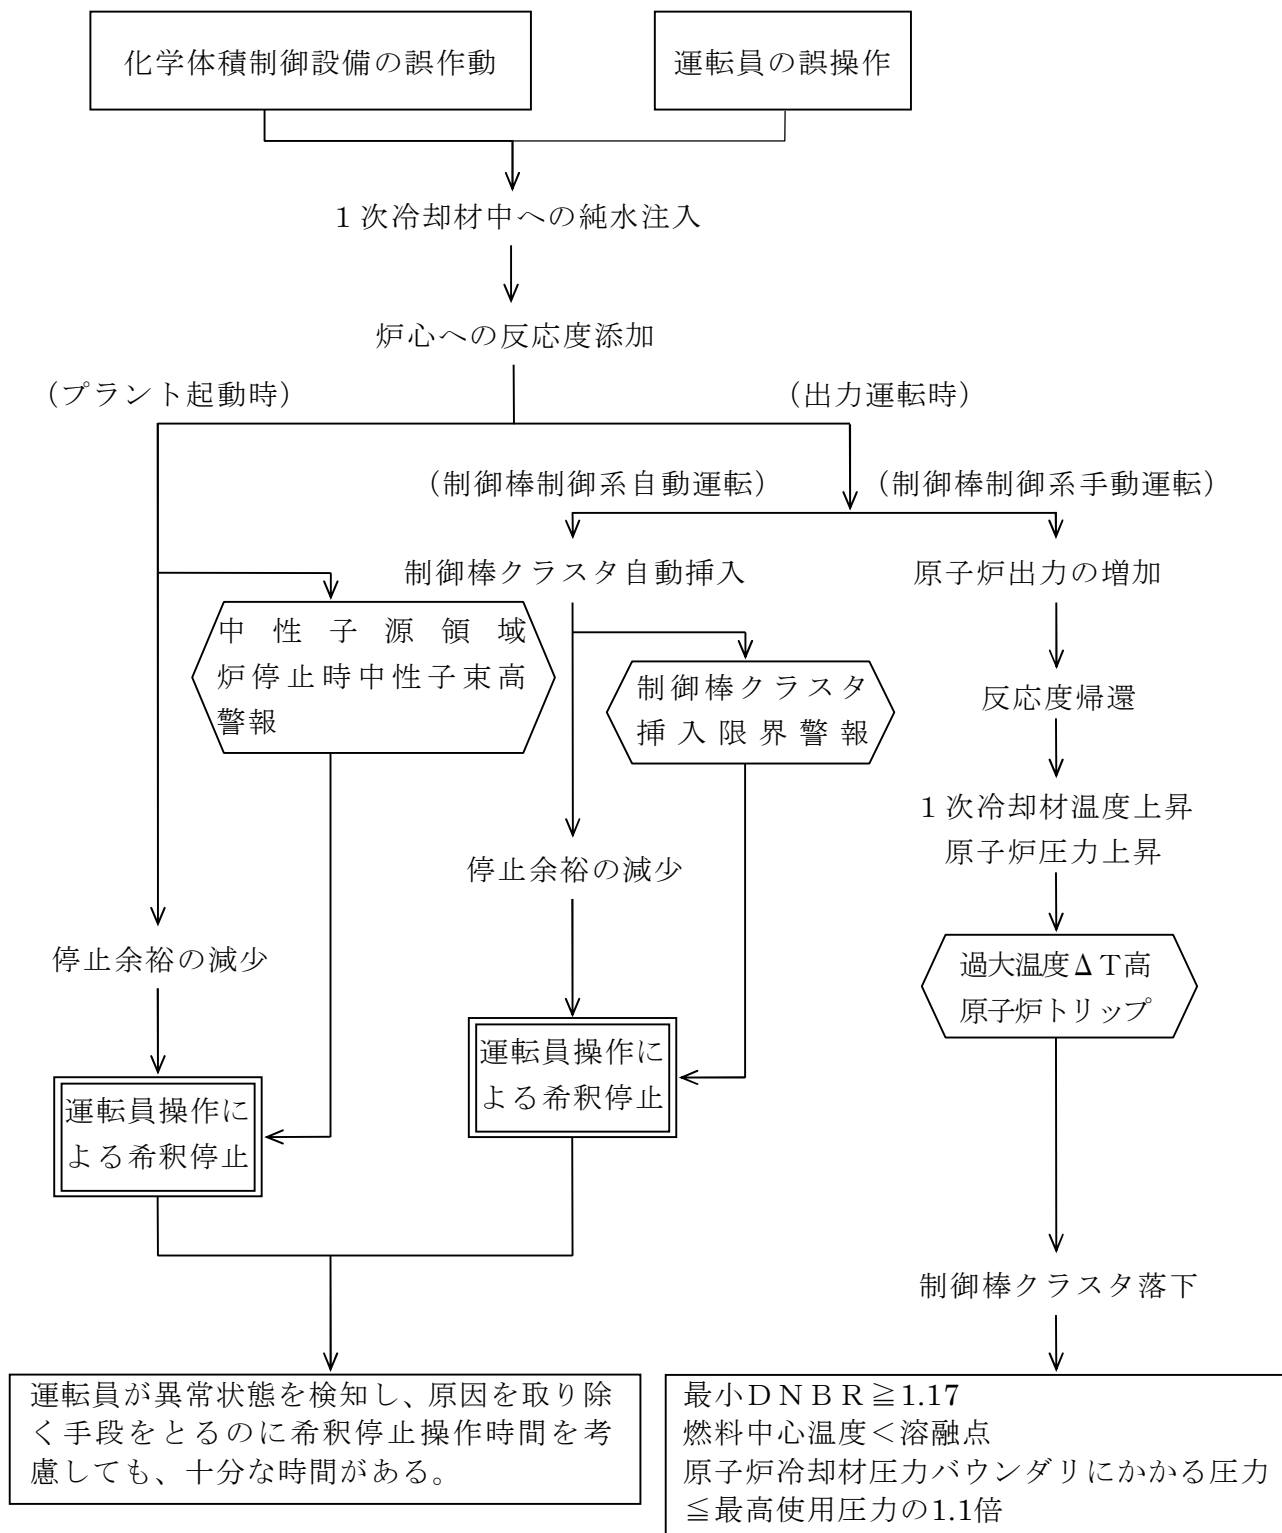 化学体積制御設備の誤作動
運転員の誤操作
１次冷却材中への純水注入
炉心への反応度添加
（プラント起動時）
（出力運転時）
（制御棒制御系自動運転）
（制御棒制御系手動運転）
制御棒クラスタ自動挿入
原子炉出力の増加
中性子源領域
炉停止時中性子束高
警報
制御棒クラスタ
挿入限界警報
反応度帰還
１次冷却材温度上昇
原子炉圧力上昇
停止余裕の減少
停止余裕の減少
過大温度ΔＴ高
原子炉トリップ
運転員操作に
よる希釈停止
運転員操作に
よる希釈停止
制御棒クラスタ落下
運転員が異常状態を検知し、原因を取り除
く手段をとるのに希釈停止操作時間を考
慮しても、十分な時間がある。
最小ＤＮＢＲ≧1.17
燃料中心温度＜溶融点
原子炉冷却材圧力バウンダリにかかる圧力
≦最高使用圧力の1.1倍